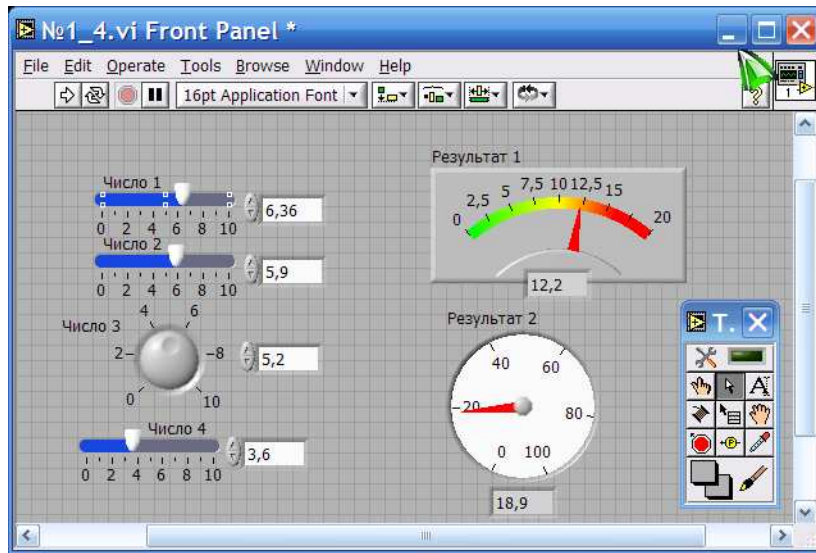 №1_4.vi Front Panel *
File Edit Operate Tools Browse Window Help
16pt Application Font
?
1
Число 1
6,36
0 2 4 6 8 10
Число 2
5,9
0 2 4 6 8 10
Число 3
0 2 4 6 8 10
5,2
Число 4
3,6
0 2 4 6 8 10
Результат 1
0 2,5 5 7,5 10 12,5 15 20
12,2
Результат 2
0 20 40 60 80 100
18,9
T.
A
P